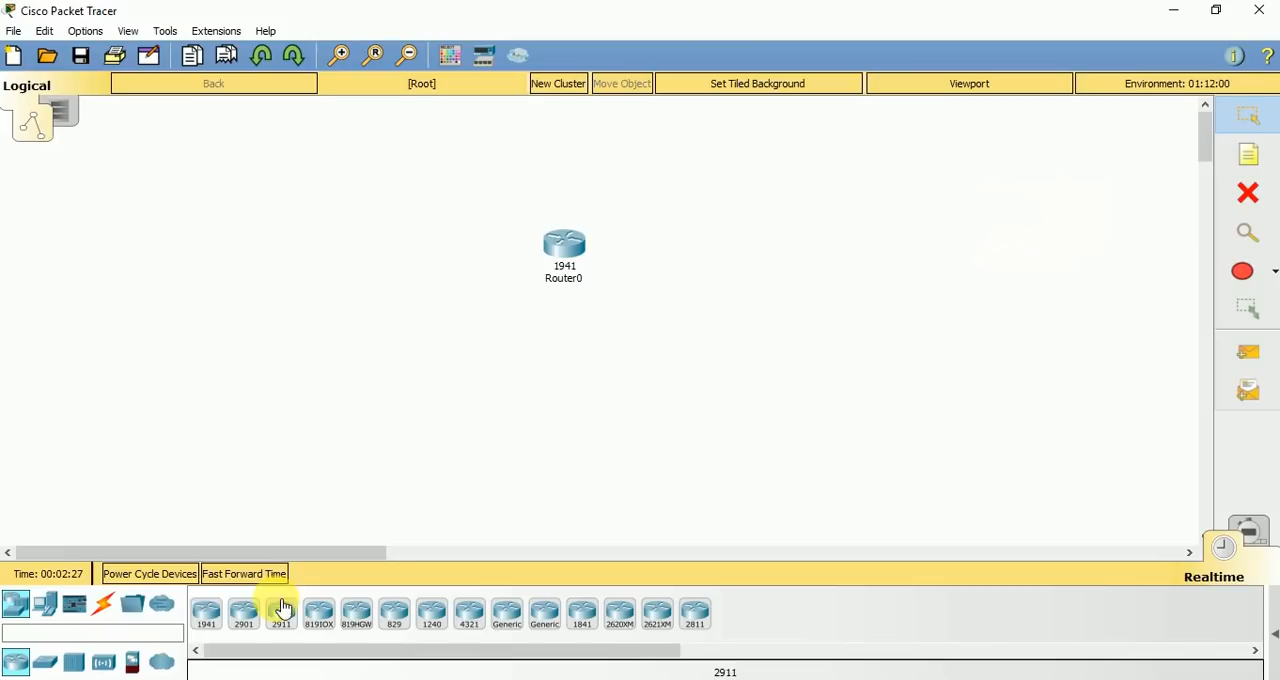 Cisco Packet Tracer
File Edit Options View Tools Extensions Help
Logical Back [Root] New Cluster Move Object Set Tiled Background Viewport Environment: 01:12:00
1941
Router0
Time: 00:02:27 Power Cycle Devices Fast Forward Time Realtime
1941 2901 2911 819IOX 819HGW 829 1240 4321 Generic Generic 1841 2620XM 2621XM 2811
2911